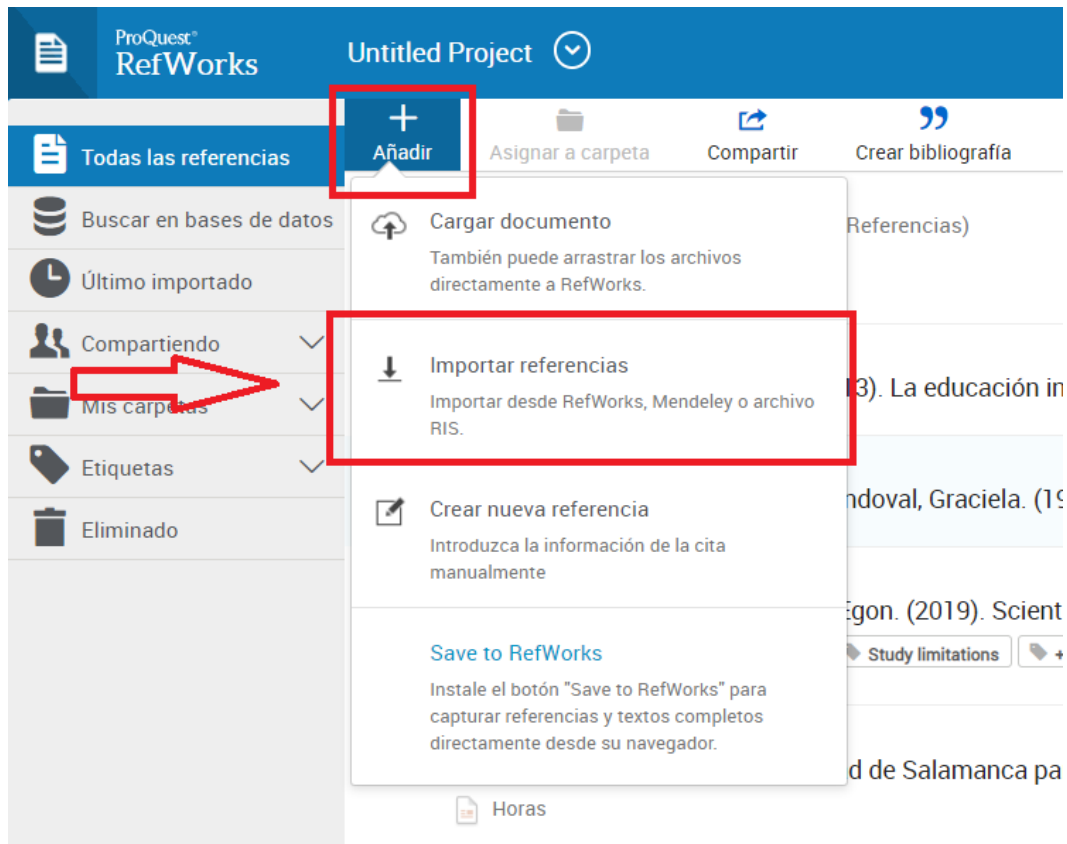 ProQuest®
RefWorks
Untitled Project
Añadir
Asignar a carpeta
Compartir
Crear bibliografía
Todas las referencias
Buscar en bases de datos
Último importado
Compartiendo
Mis carpetas
Etiquetas
Eliminado
Cargar documento
También puede arrastrar los archivos
directamente a RefWorks.
Importar referencias
Importar desde RefWorks, Mendeley o archivo
RIS.
Crear nueva referencia
Introduzca la información de la cita
manualmente
Save to RefWorks
Instale el botón "Save to RefWorks" para
capturar referencias y textos completos
directamente desde su navegador.
Referencias)
13). La educación in
ndoval, Graciela. (19
Egon. (2019). Scient
Study limitations +
d de Salamanca pa
Horas